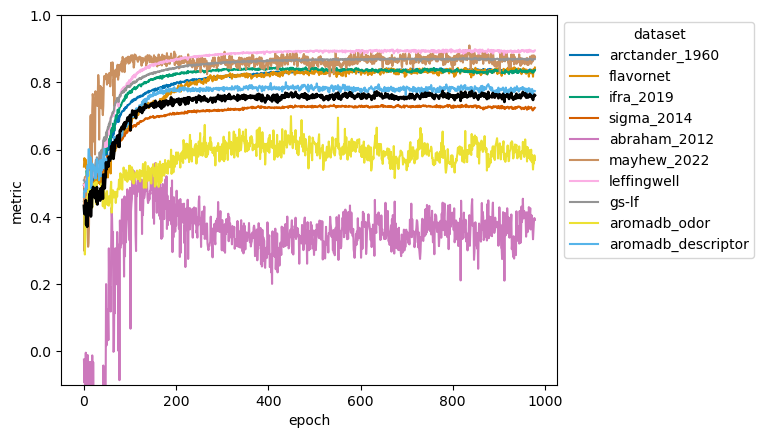 1.0
0.8
0.6
0.4
0.2
0.0
metric
0
200
400
600
800
1000
epoch
dataset
arctander_1960
flavornet
ifra_2019
sigma_2014
abraham_2012
mayhew_2022
leffingwell
gs-lf
aromadb_odor
aromadb_descriptor